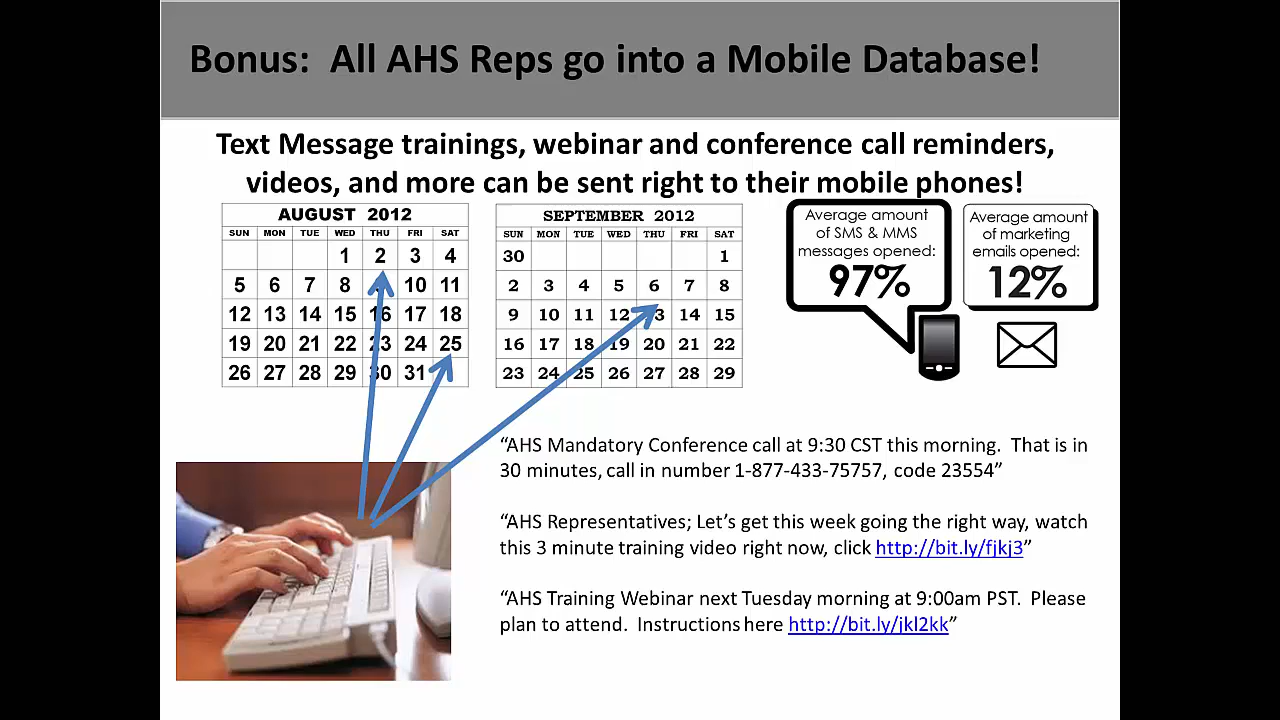 Bonus:  All AHS Reps go into a Mobile Database!
Text Message trainings, webinar and conference call reminders,
videos, and more can be sent right to their mobile phones!
AUGUST 2012
SUN MON TUE WED THU FRI SAT
1 2 3 4
5 6 7 8 10 11
12 13 14 15 16 17 18
19 20 21 22 23 24 25
26 27 28 29 30 31
SEPTEMBER 2012
SUN MON TUE WED THU FRI SAT
30 1
2 3 4 5 6 7 8
9 10 11 12 13 14 15
16 17 18 19 20 21 22
23 24 25 26 27 28 29
Average amount
of SMS & MMS
messages opened:
97%
Average amount
of marketing
emails opened:
12%
“AHS Mandatory Conference call at 9:30 CST this morning.  That is in
30 minutes, call in number 1-877-433-75757, code 23554”
“AHS Representatives; Let’s get this week going the right way, watch
this 3 minute training video right now, click http://bit.ly/fjkj3”
“AHS Training Webinar next Tuesday morning at 9:00am PST.  Please
plan to attend.  Instructions here http://bit.ly/jkl2kk”